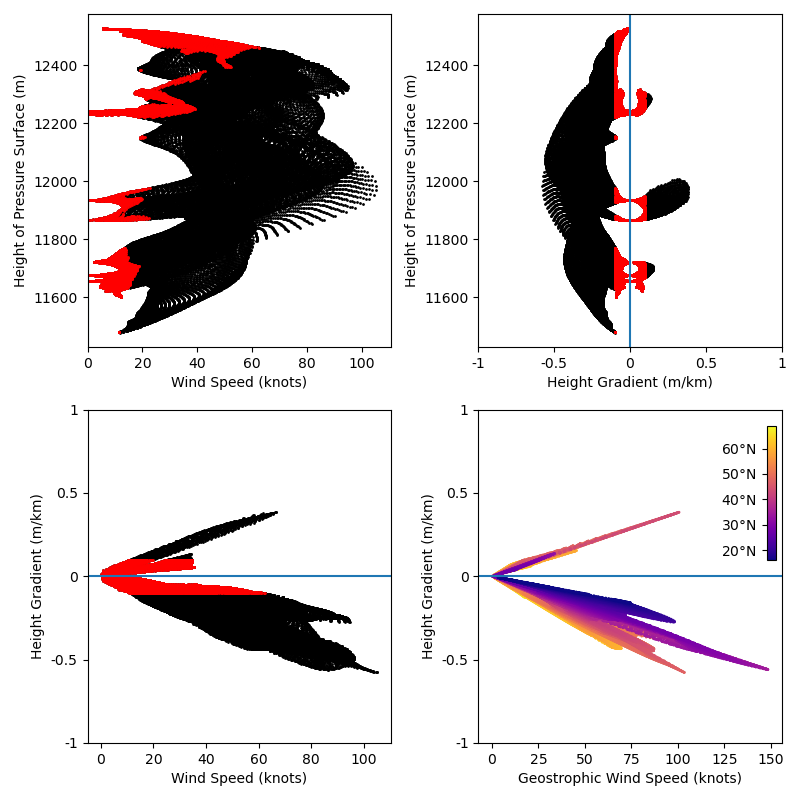 Height of Pressure Surface (m)
12400
12200
12000
11800
11600
0 20 40 60 80 100
Wind Speed (knots)
Height of Pressure Surface (m)
12400
12200
12000
11800
11600
-1 -0.5 0 0.5 1
Height Gradient (m/km)
Height Gradient (m/km)
1
0.5
0
-0.5
-1
0 20 40 60 80 100
Wind Speed (knots)
Height Gradient (m/km)
1
0.5
0
-0.5
-1
60°N
50°N
40°N
30°N
20°N
0 25 50 75 100 125 150
Geostrophic Wind Speed (knots)